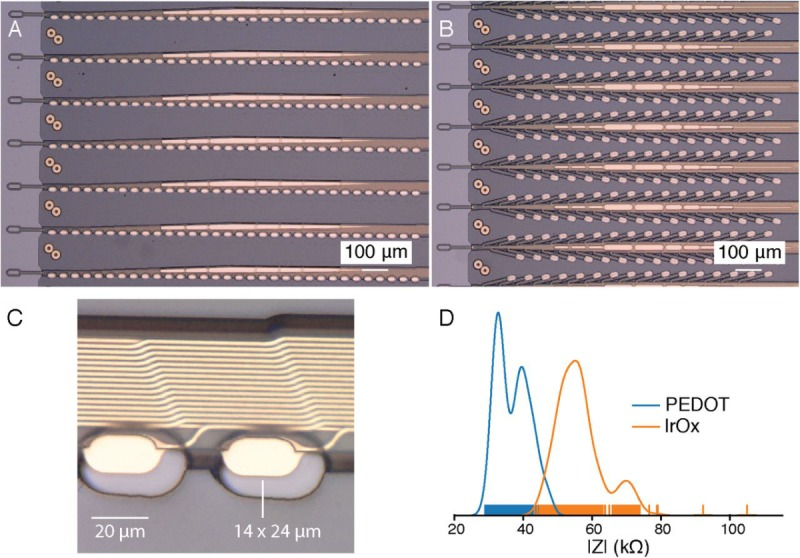 A
B
100 µm
100 µm
C
D
20 µm
14 x 24 µm
PEDOT
IrOx
20 40 60 80 100
|Z| (kΩ)